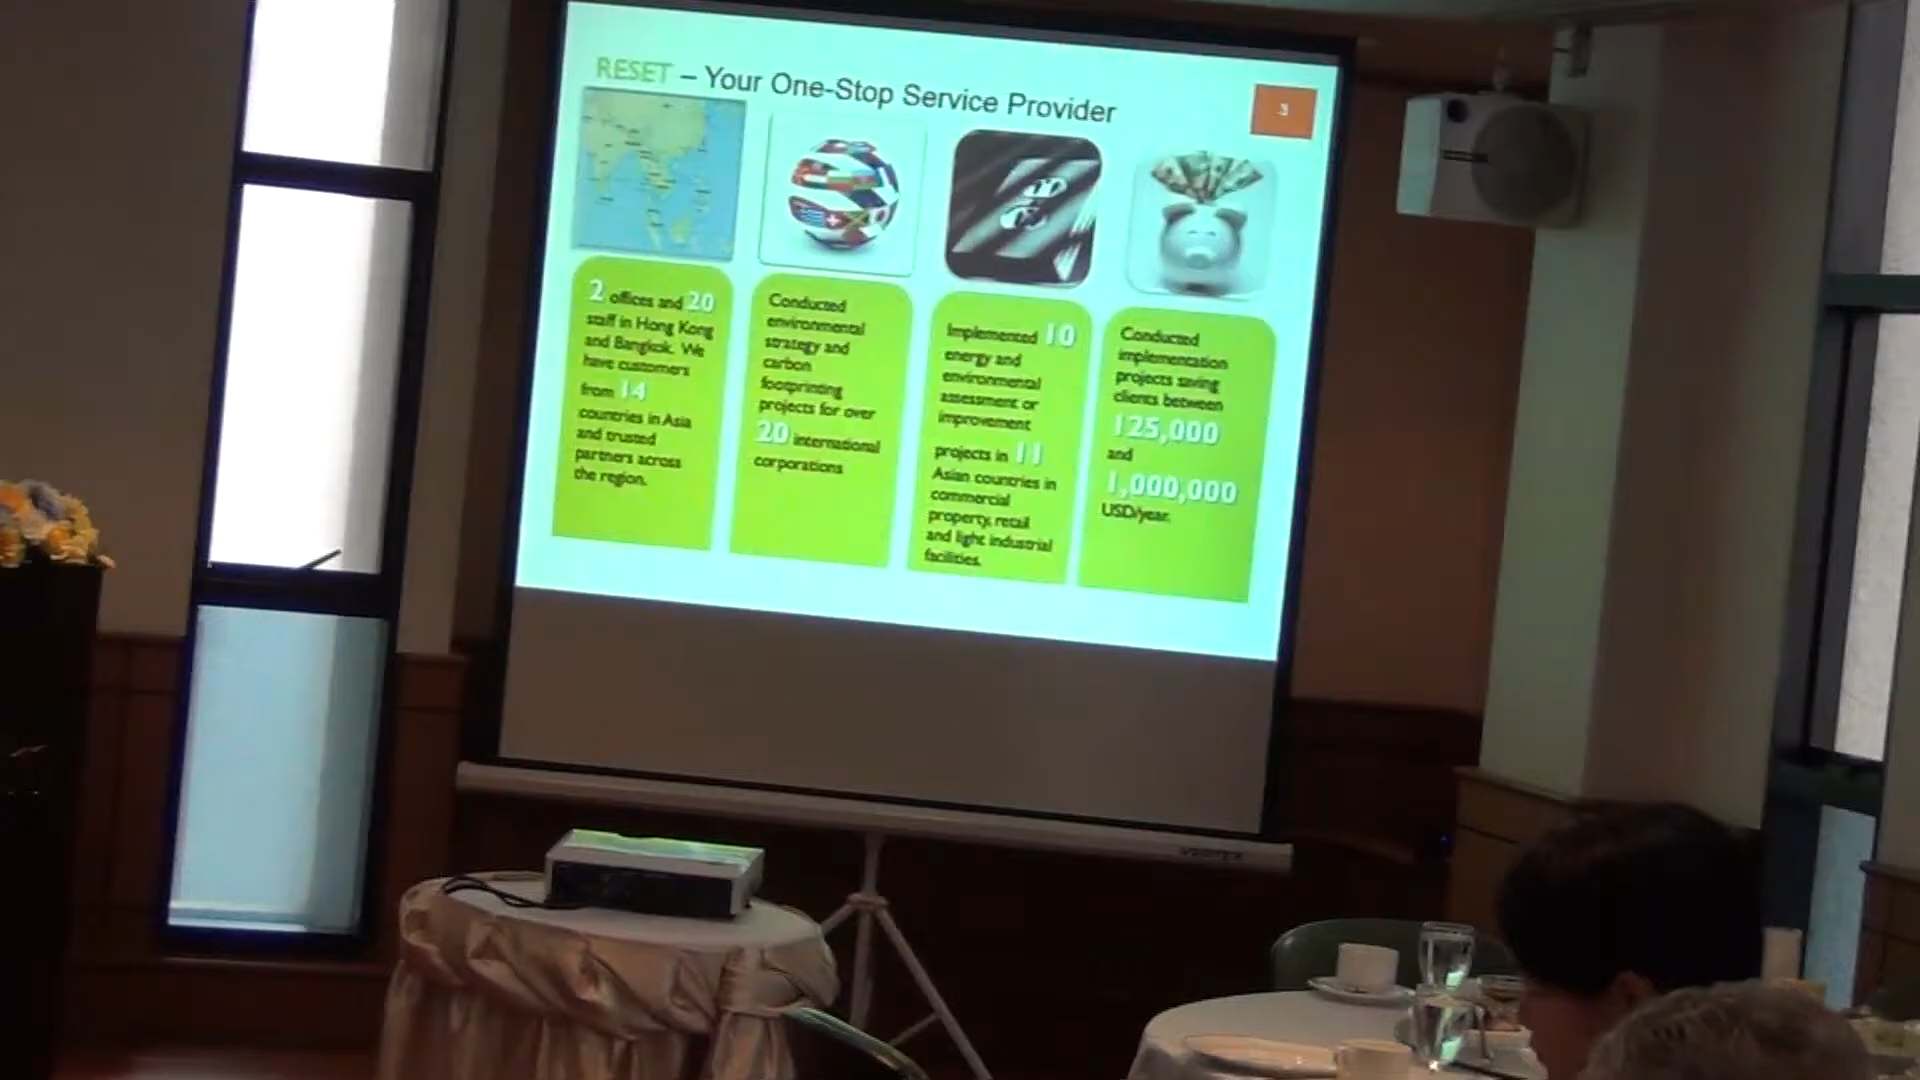 RESET – Your One-Stop Service Provider
3
2 offices and 20
staff in Hong Kong
and Bangkok. We
have customers
from 14
countries in Asia
and trusted
partners across
the region.
Conducted
environmental
strategy and
carbon
footprinting
projects for over
20 international
corporations
Implemented 10
energy and
environmental
assessment or
improvement
projects in 11
Asian countries in
commercial
property, retail
and light industrial
facilities.
Conducted
implementation
projects saving
clients between
125,000
and
1,000,000
USD/year.
VERTEX